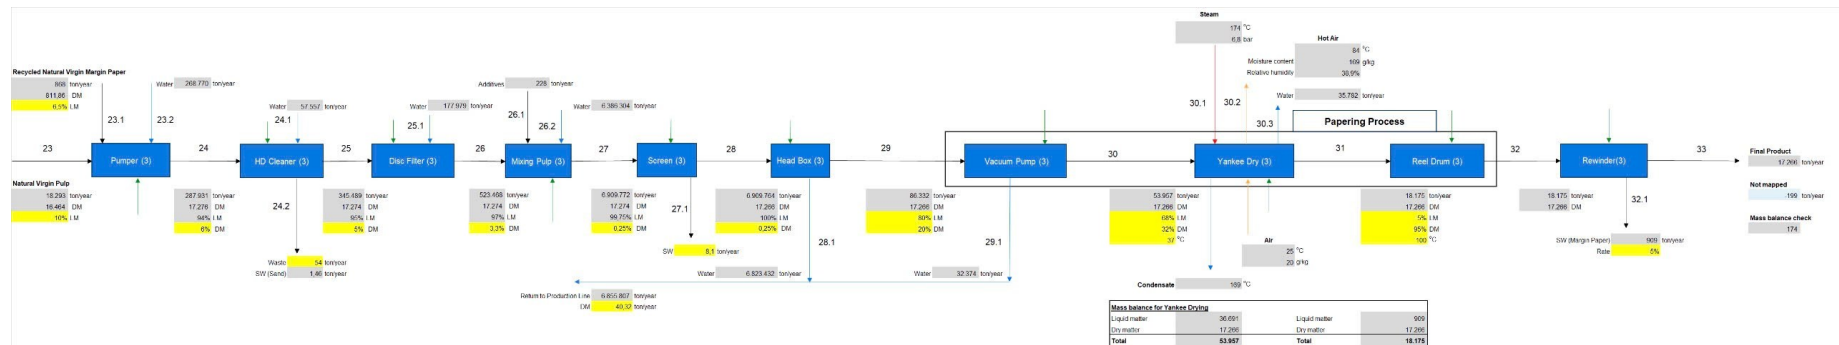 Steam
174 °C
6,8 bar
Hot Air
84 °C
Moisture content 169 g/kg
Relative humidity 38,9%
Water 35.782 ton/year
Recycled Natural Virgin Margin Paper
868 ton/year
811,86 DM
6,5% LM
Water 268.770 ton/year
Water 57.557 ton/year
Water 177.979 ton/year
Additives 228 ton/year
Water 6.386.304 ton/year
23.1
23.2
24.1
25.1
26.1
26.2
30.1
30.2
30.3
Papering Process
23
Pumper (3)
24
HD Cleaner (3)
25
Disc Filter (3)
26
Mixing Pulp (3)
27
Screen (3)
28
Head Box (3)
29
Vacuum Pump (3)
30
Yankee Dry (3)
31
Reel Drum (3)
32
Rewinder(3)
33
Final Product
17.266 ton/year
Not mapped
-199 ton/year
Mass balance check
174
Natural Virgin Pulp
18.293 ton/year
16.464 DM
10% LM
287.931 ton/year
17.276 DM
94% LM
6% DM
24.2
345.489 ton/year
17.274 DM
95% LM
5% DM
523.468 ton/year
17.274 DM
97% LM
3.3% DM
6.909.772 ton/year
17.274 DM
99,75% LM
0,25% DM
27.1
6.909.764 ton/year
17.266 DM
100% LM
0,25% DM
28.1
86.332 ton/year
17.266 DM
80% LM
20% DM
29.1
53.957 ton/year
17.266 DM
68% LM
32% DM
37 °C
18.175 ton/year
17.266 DM
5% LM
95% DM
100 °C
18.175 ton/year
17.266 DM
32.1
Waste 54 ton/year
SW (Sand) 1,46 ton/year
SW 8,1 ton/year
Water 6.823.432 ton/year
Water 32.374 ton/year
Air
25 °C
20 g/kg
SW (Margin Paper) 909 ton/year
Rate 5%
Return to Production Line 6.855.807 ton/year
DM 40,32 ton/year
Condensate 169 °C
Mass balance for Yankee Drying
Liquid matter 36.691 Liquid matter 909
Dry matter 17.266 Dry matter 17.266
Total 53.957 Total 18.175